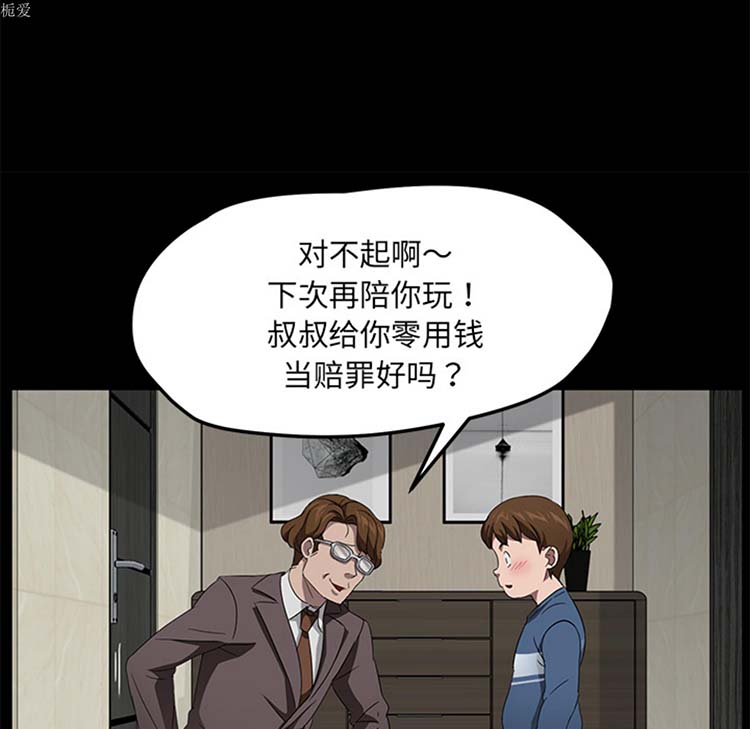 栀爱
对不起啊～
下次再陪你玩！
叔叔给你零用钱
当赔罪好吗？